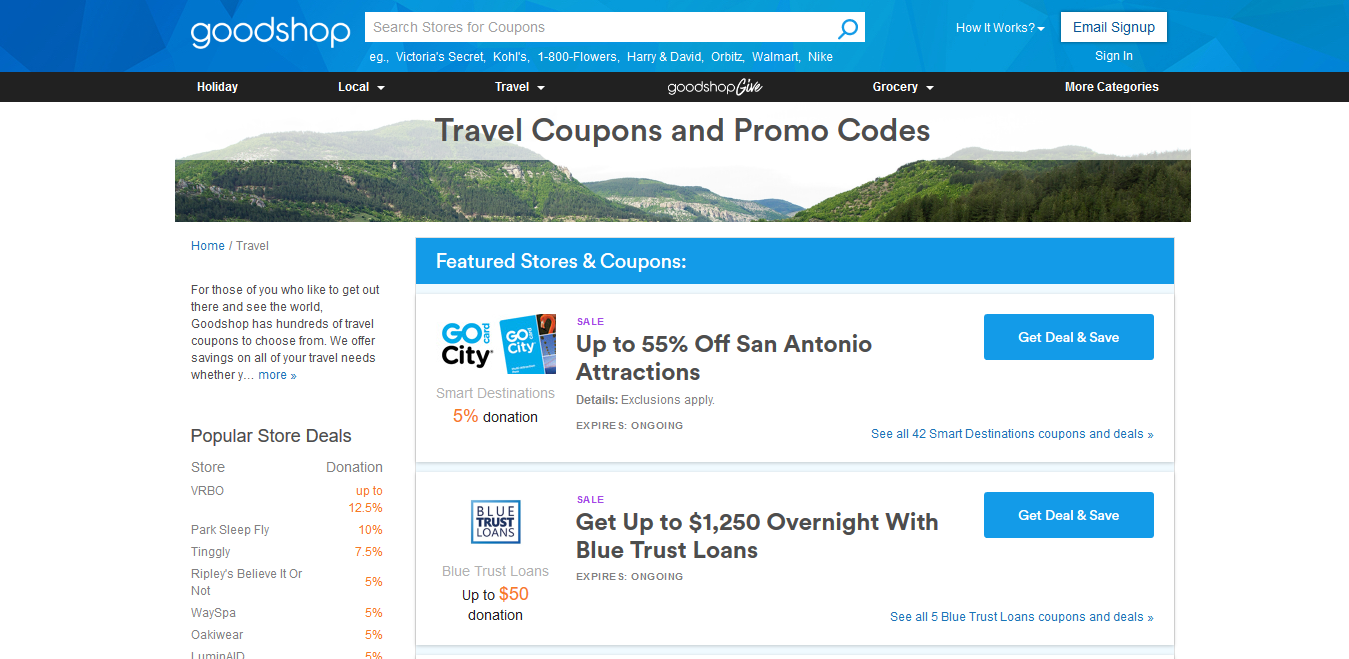 goodshop
Search Stores for Coupons
How It Works?
Email Signup
eg., Victoria's Secret, Kohl's, 1-800-Flowers, Harry & David, Orbitz, Walmart, Nike
Sign In
Holiday
Local
Travel
goodshop Give
Grocery
More Categories
Travel Coupons and Promo Codes
Home / Travel
For those of you who like to get out
there and see the world,
Goodshop has hundreds of travel
coupons to choose from. We offer
savings on all of your travel needs
whether y... more »
Popular Store Deals
Store Donation
VRBO up to
12.5%
Park Sleep Fly 10%
Tinggly 7.5%
Ripley's Believe It Or
Not 5%
WaySpa 5%
Oakiwear 5%
LuminAID 5%
Featured Stores & Coupons:
GO card
City
GO
City
Smart Destinations
5% donation
SALE
Up to 55% Off San Antonio
Attractions
Details: Exclusions apply.
EXPIRES: ONGOING
Get Deal & Save
See all 42 Smart Destinations coupons and deals »
BLUE
TRUST
LOANS
Blue Trust Loans
Up to $50
donation
SALE
Get Up to $1,250 Overnight With
Blue Trust Loans
EXPIRES: ONGOING
Get Deal & Save
See all 5 Blue Trust Loans coupons and deals »